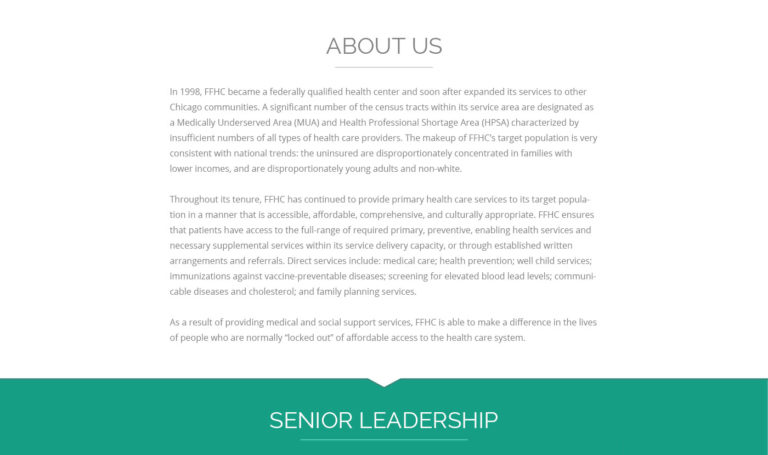 ABOUT US
In 1998, FFHC became a federally qualified health center and soon after expanded its services to other
Chicago communities. A significant number of the census tracts within its service area are designated as
a Medically Underserved Area (MUA) and Health Professional Shortage Area (HPSA) characterized by
insufficient numbers of all types of health care providers. The makeup of FFHC's target population is very
consistent with national trends: the uninsured are disproportionately concentrated in families with
lower incomes, and are disproportionately young adults and non-white.
Throughout its tenure, FFHC has continued to provide primary health care services to its target popula-
tion in a manner that is accessible, affordable, comprehensive, and culturally appropriate. FFHC ensures
that patients have access to the full-range of required primary, preventive, enabling health services and
necessary supplemental services within its service delivery capacity, or through established written
arrangements and referrals. Direct services include: medical care; health prevention; well child services;
immunizations against vaccine-preventable diseases; screening for elevated blood lead levels; communi-
cable diseases and cholesterol; and family planning services.
As a result of providing medical and social support services, FFHC is able to make a difference in the lives
of people who are normally “locked out” of affordable access to the health care system.
SENIOR LEADERSHIP